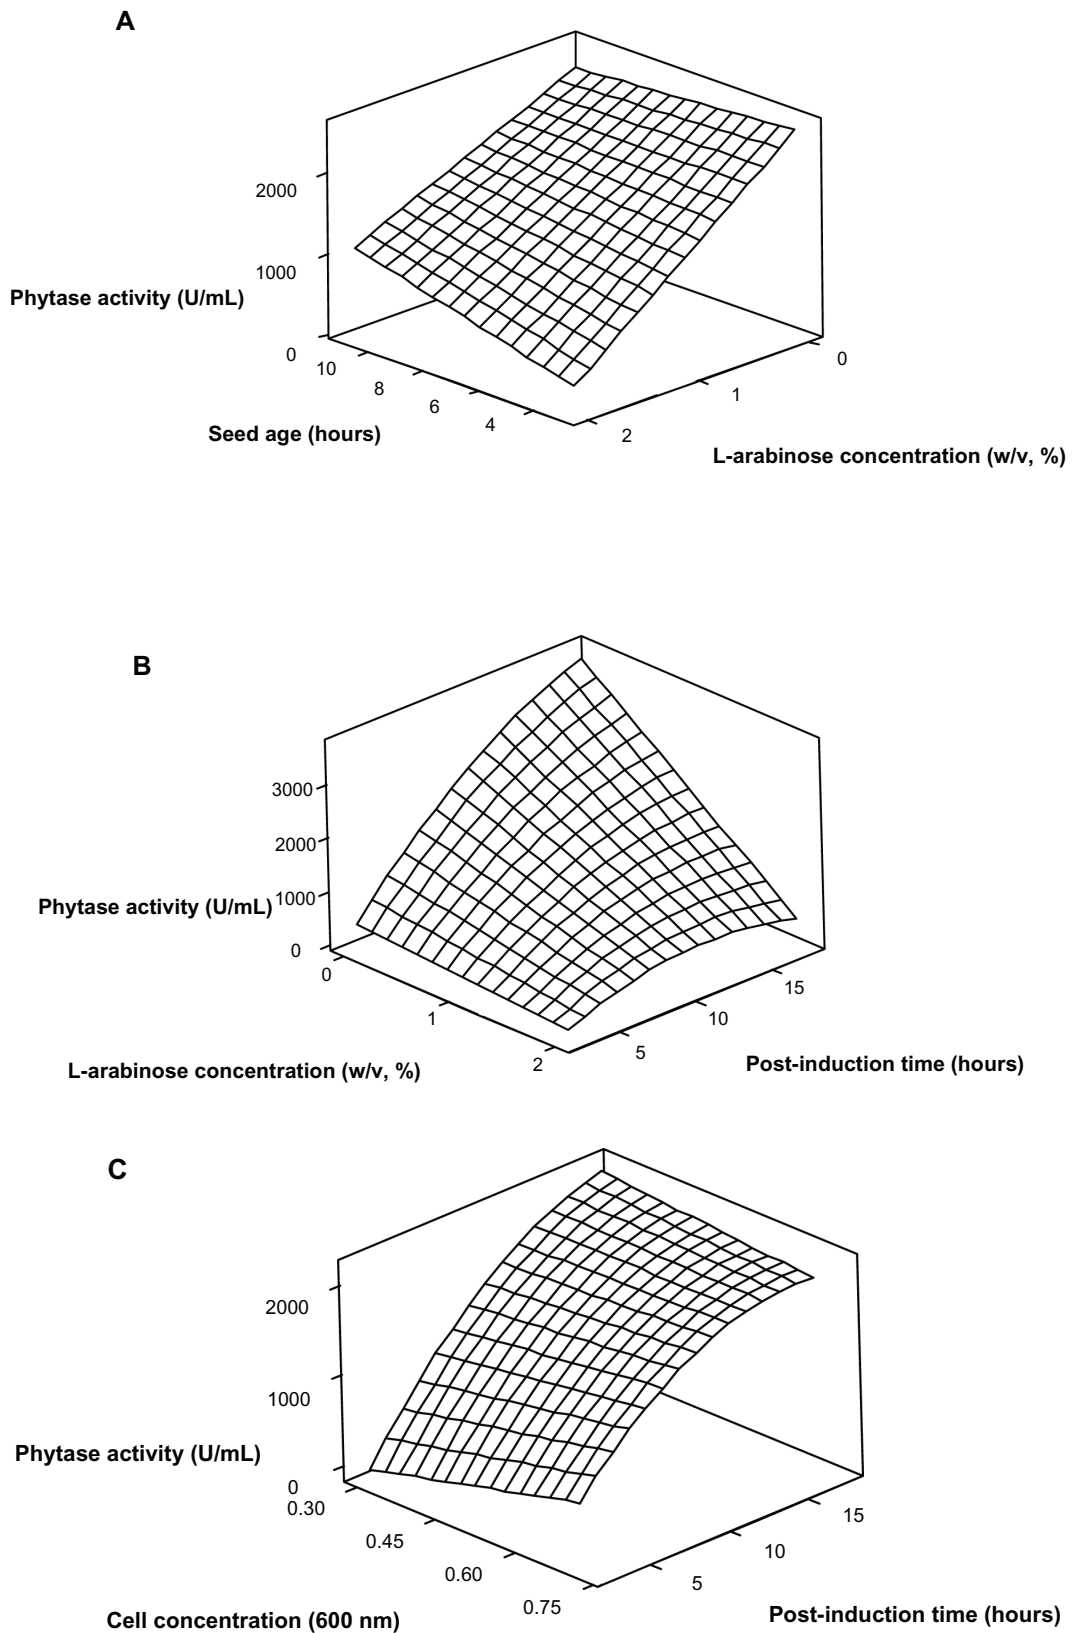 A
2000
1000
Phytase activity (U/mL)
0
10
8
6
4
Seed age (hours)
0
1
2
L-arabinose concentration (w/v, %)
B
3000
2000
1000
Phytase activity (U/mL)
0
0
1
2
L-arabinose concentration (w/v, %)
5
10
15
Post-induction time (hours)
C
2000
1000
Phytase activity (U/mL)
0
0.30
0.45
0.60
0.75
Cell concentration (600 nm)
5
10
15
Post-induction time (hours)